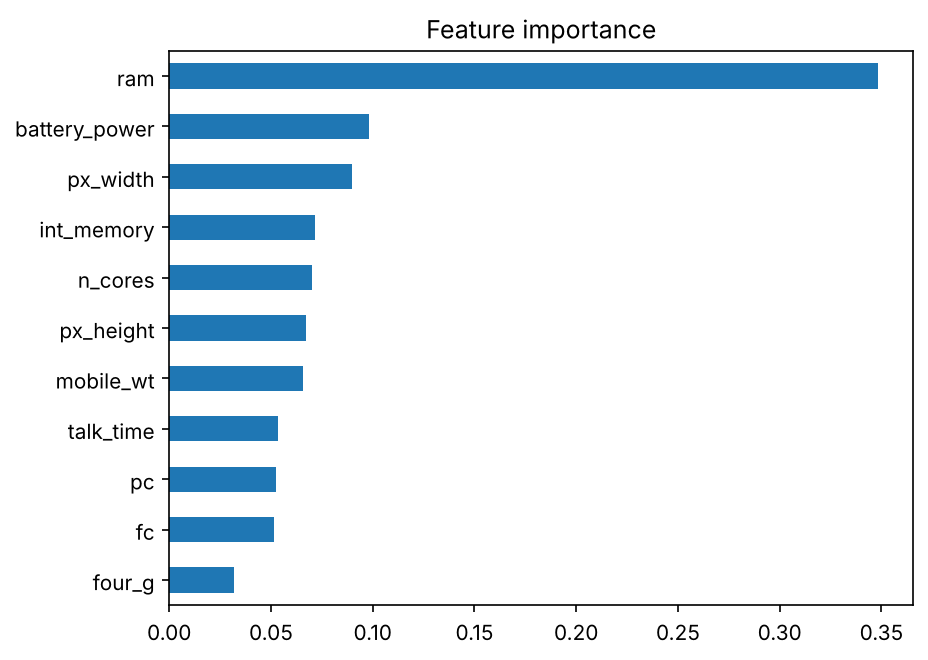 Feature importance
ram
battery_power
px_width
int_memory
n_cores
px_height
mobile_wt
talk_time
pc
fc
four_g
0.00 0.05 0.10 0.15 0.20 0.25 0.30 0.35